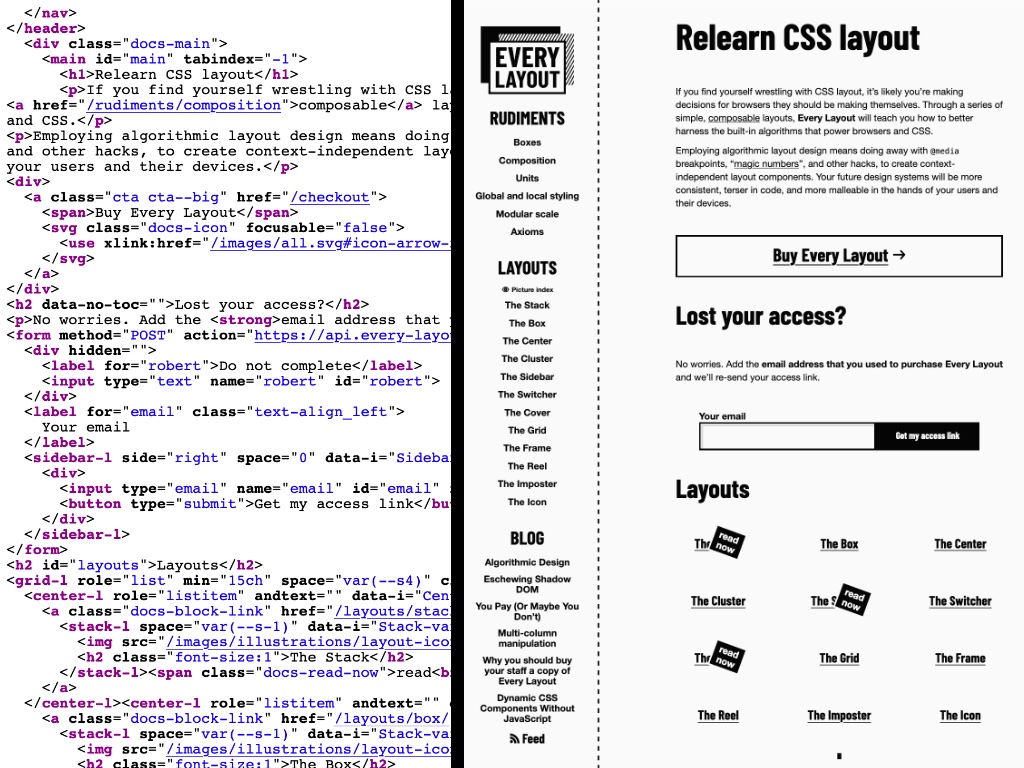 </nav>
</header>
<div class="docs-main">
<main id="main" tabindex="-1">
<h1>Relearn CSS layout</h1>
<p>If you find yourself wrestling with CSS
<a href="/rudiments/composition">composable</a>
and CSS.</p>
<p>Employing algorithmic layout design means doing
and other hacks, to create context-independent
your users and their devices.</p>
<div>
<a class="cta cta--big" href="/checkout">
<span>Buy Every Layout</span>
<svg class="docs-icon" focusable="false">
<use xlink:href="/images/all.svg#icon-arrow-
</svg>
</a>
</div>
<h2 data-no-toc="">Lost your access?</h2>
<p>No worries. Add the <strong>email address that
<form method="POST" action="https://api.every-layo
<div hidden="">
<label for="robert">Do not complete</label>
<input type="text" name="robert" id="robert">
</div>
<label for="email" class="text-align_left">
Your email
</label>
<sidebar-l side="right" space="0" data-i="Sideba
<div>
<input type="email" name="email" id="email"
<button type="submit">Get my access link</bu
</div>
</sidebar-l>
</form>
<h2 id="layouts">Layouts</h2>
<grid-l role="list" min="15ch" space="var(--s4)"
<center-l role="listitem" andtext="" data-i="Cen
<a class="docs-block-link" href="/layouts/stac
<stack-l space="var(--s-1)" data-i="Stack-va
<img src="/images/illustrations/layout-ico
<h2 class="font-size:1">The Stack</h2>
</stack-l><span class="docs-read-now">read<b
</a>
</center-l><center-l role="listitem" andtext=""
<a class="docs-block-link" href="/layouts/box/
<stack-l space="var(--s-1)" data-i="Stack-va
<img src="/images/illustrations/layout-ico
<h2 class="font-size:1">The Box</h2>
EVERY
LAYOUT
RUDIMENTS
Boxes
Composition
Units
Global and local styling
Modular scale
Axioms
LAYOUTS
Picture index
The Stack
The Box
The Center
The Cluster
The Sidebar
The Switcher
The Cover
The Grid
The Frame
The Reel
The Imposter
The Icon
BLOG
Algorithmic Design
Eschewing Shadow
DOM
You Pay (Or Maybe You
Don't)
Multi-column
manipulation
Why you should buy
your staff a copy of
Every Layout
Dynamic CSS
Components Without
JavaScript
Feed
Relearn CSS layout
If you find yourself wrestling with CSS layout, it's likely you're making
decisions for browsers they should be making themselves. Through a series of
simple, composable layouts, Every Layout will teach you how to better
harness the built-in algorithms that power browsers and CSS.
Employing algorithmic layout design means doing away with @media
breakpoints, “magic numbers”, and other hacks, to create context-
independent layout components. Your future design systems will be more
consistent, terser in code, and more malleable in the hands of your users and
their devices.
Buy Every Layout →
Lost your access?
No worries. Add the email address that you used to purchase Every Layout
and we'll re-send your access link.
Your email
Get my access link
Layouts
read now
The Box
The Center
The Cluster
The S read now
The Switcher
read now
The Grid
The Frame
The Reel
The Imposter
The Icon